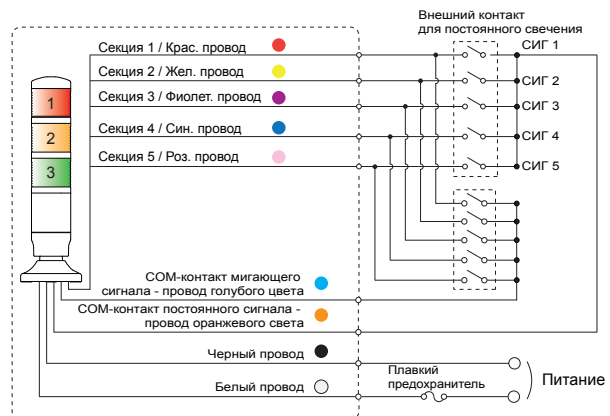 Внешний контакт
для постоянного свечения
Секция 1 / Крас. провод
СИГ 1
Секция 2 / Жел. провод
СИГ 2
Секция 3 / Фиолет. провод
СИГ 3
Секция 4 / Син. провод
СИГ 4
Секция 5 / Роз. провод
СИГ 5
1
2
3
COM-контакт мигающего
сигнала - провод голубого цвета
COM-контакт постоянного сигнала -
провод оранжевого света
Черный провод
Белый провод
Плавкий
предохранитель
Питание